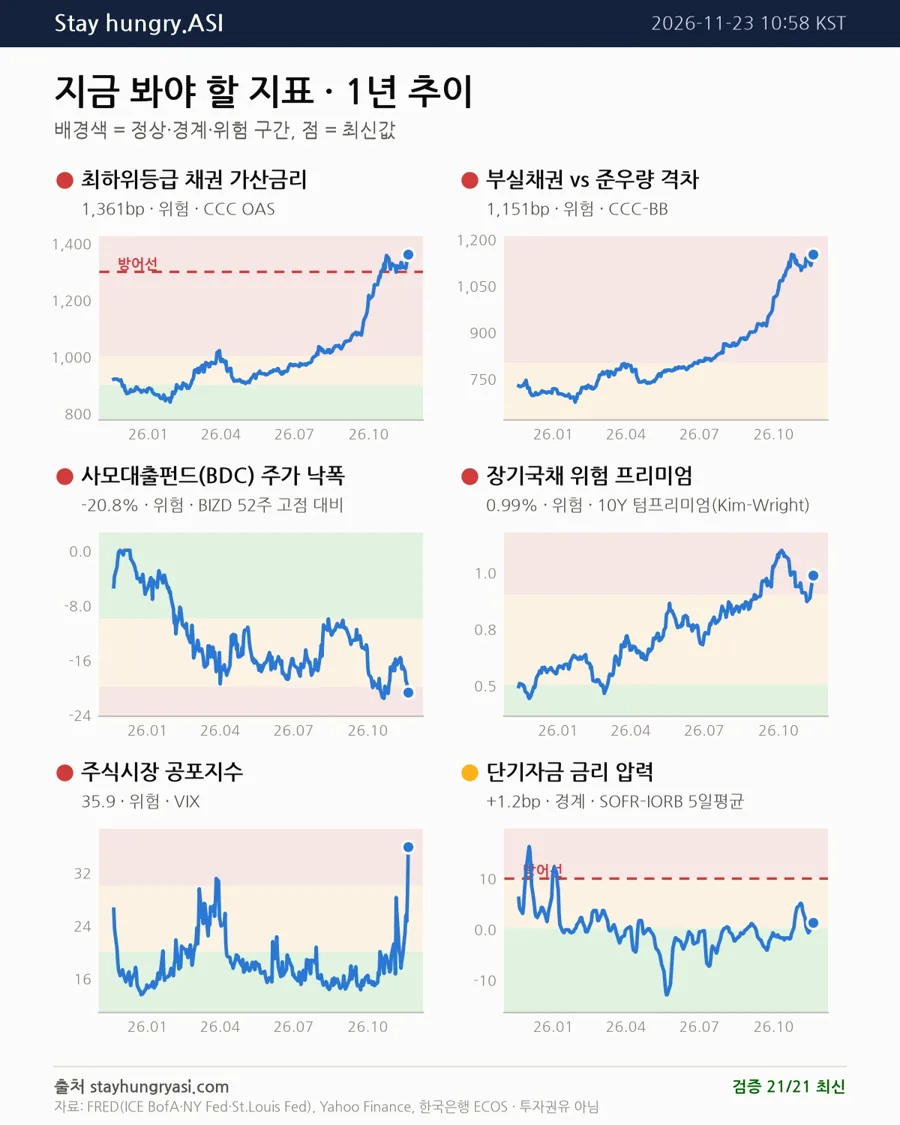 Stay hungry.ASI
2026-11-23 10:58 KST
지금 봐야 할 지표 · 1년 추이
배경색 = 정상·경계·위험 구간, 점 = 최신값
최하위등급 채권 가산금리
1,361bp · 위험 · CCC OAS
1,400
1,200
1,000
800
방어선
26.01 26.04 26.07 26.10
부실채권 vs 준우량 격차
1,151bp · 위험 · CCC-BB
1,200
1,050
900
750
26.01 26.04 26.07 26.10
사모대출펀드(BDC) 주가 낙폭
-20.8% · 위험 · BIZD 52주 고점 대비
0.0
-8.0
-16
-24
26.01 26.04 26.07 26.10
장기국채 위험 프리미엄
0.99% · 위험 · 10Y 텀프리미엄(Kim-Wright)
1.0
0.8
0.5
26.01 26.04 26.07 26.10
주식시장 공포지수
35.9 · 위험 · VIX
32
24
16
26.01 26.04 26.07 26.10
단기자금 금리 압력
+1.2bp · 경계 · SOFR-IORB 5일평균
방어선
10
0.0
-10
26.01 26.04 26.07 26.10
출처 stayhungryasi.com
검증 21/21 최신
자료: FRED(ICE BofA·NY Fed·St.Louis Fed), Yahoo Finance, 한국은행 ECOS · 투자권유 아님